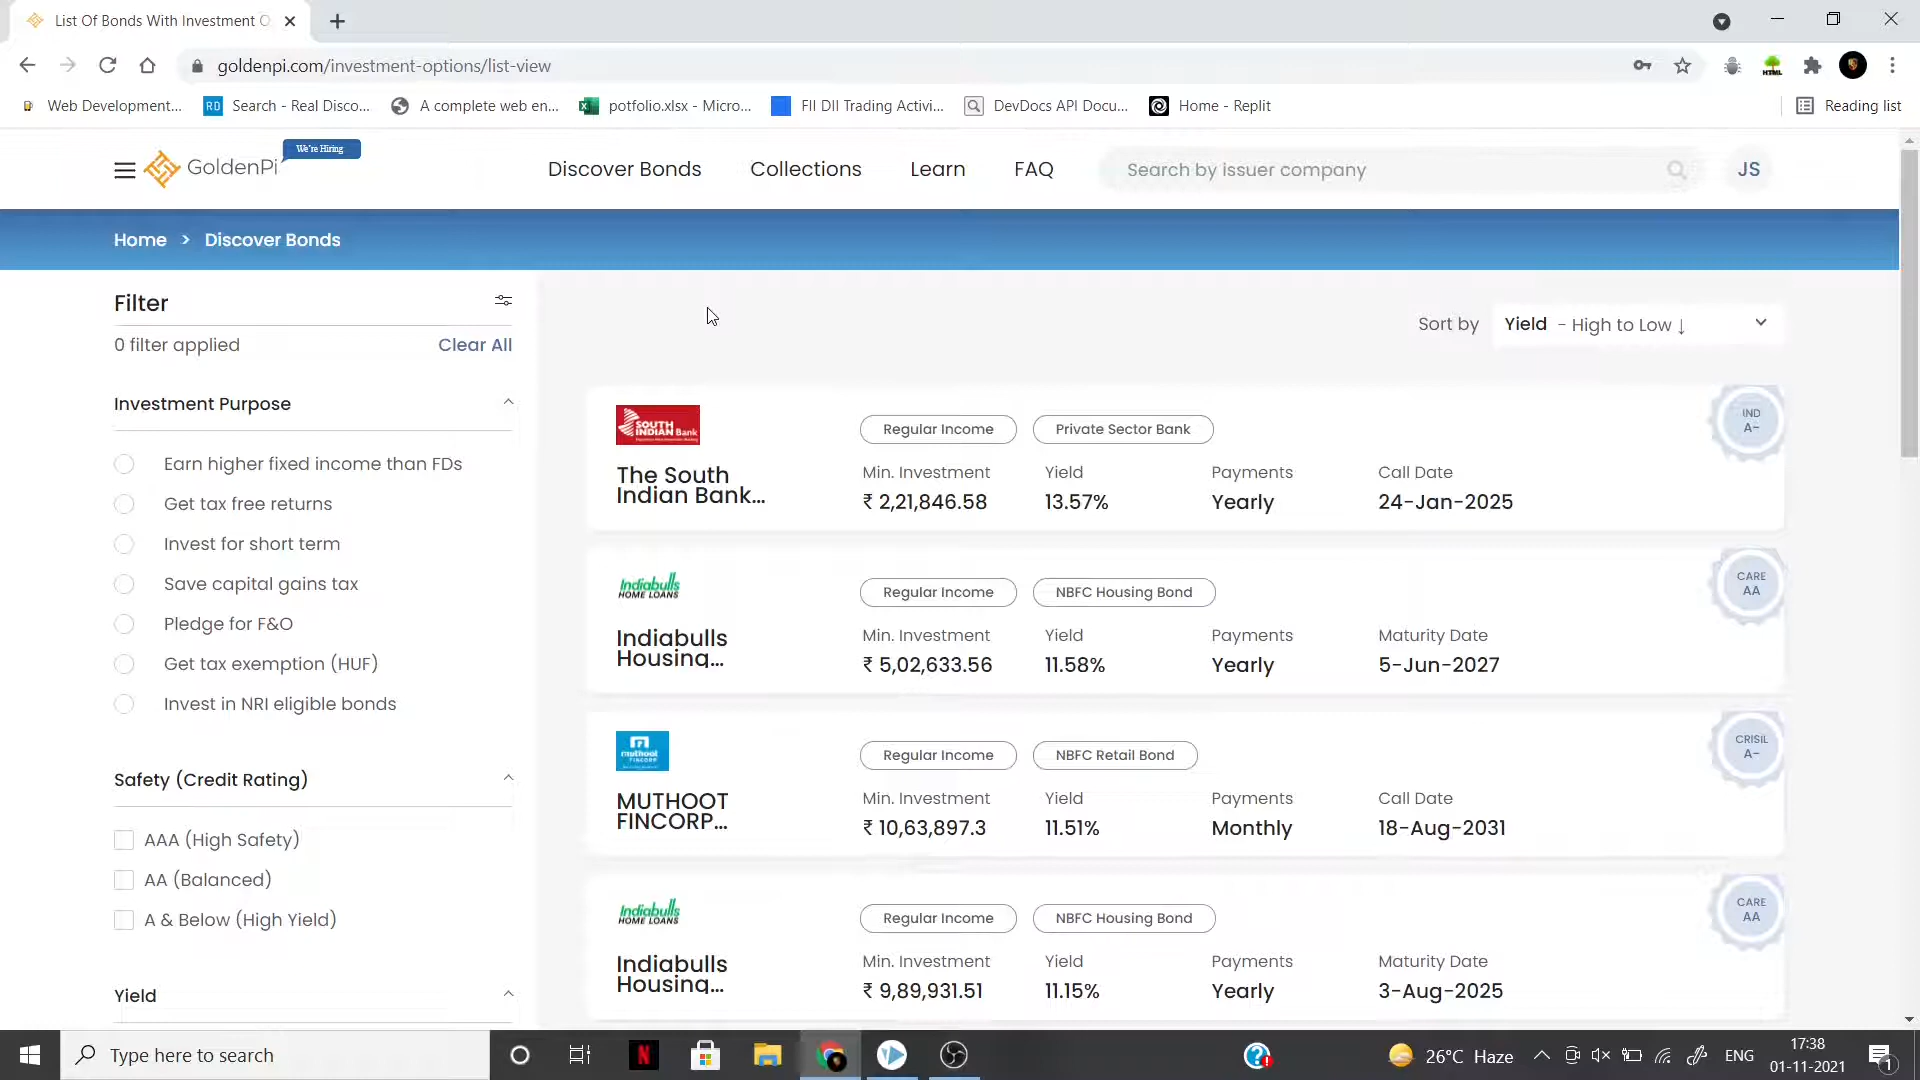 List Of Bonds With Investment O
goldenpi.com/investment-options/list-view
Web Development...
RD Search - Real Disco...
A complete web en...
potfolio.xlsx - Micro...
FII DII Trading Activi...
DevDocs API Docu...
Home - Replit
Reading list
GoldenPi
We're Hiring
Discover Bonds
Collections
Learn
FAQ
Search by issuer company
JS
Home > Discover Bonds
Filter
0 filter applied
Clear All
Investment Purpose
Earn higher fixed income than FDs
Get tax free returns
Invest for short term
Save capital gains tax
Pledge for F&O
Get tax exemption (HUF)
Invest in NRI eligible bonds
Safety (Credit Rating)
AAA (High Safety)
AA (Balanced)
A & Below (High Yield)
Yield
Sort by
Yield - High to Low ↓
SOUTH
INDIAN Bank
The South
Indian Bank...
Regular Income
Private Sector Bank
Min. Investment
₹ 2,21,846.58
Yield
13.57%
Payments
Yearly
Call Date
24-Jan-2025
IND
A-
Indiabulls
HOME LOANS
Indiabulls
Housing...
Regular Income
NBFC Housing Bond
Min. Investment
₹ 5,02,633.56
Yield
11.58%
Payments
Yearly
Maturity Date
5-Jun-2027
CARE
AA
muthoot
FINCORP
MUTHOOT
FINCORP...
Regular Income
NBFC Retail Bond
Min. Investment
₹ 10,63,897.3
Yield
11.51%
Payments
Monthly
Call Date
18-Aug-2031
CRISIL
A-
Indiabulls
HOME LOANS
Indiabulls
Housing...
Regular Income
NBFC Housing Bond
Min. Investment
₹ 9,89,931.51
Yield
11.15%
Payments
Yearly
Maturity Date
3-Aug-2025
CARE
AA
Type here to search
26°C Haze
ENG
17:38
01-11-2021
1